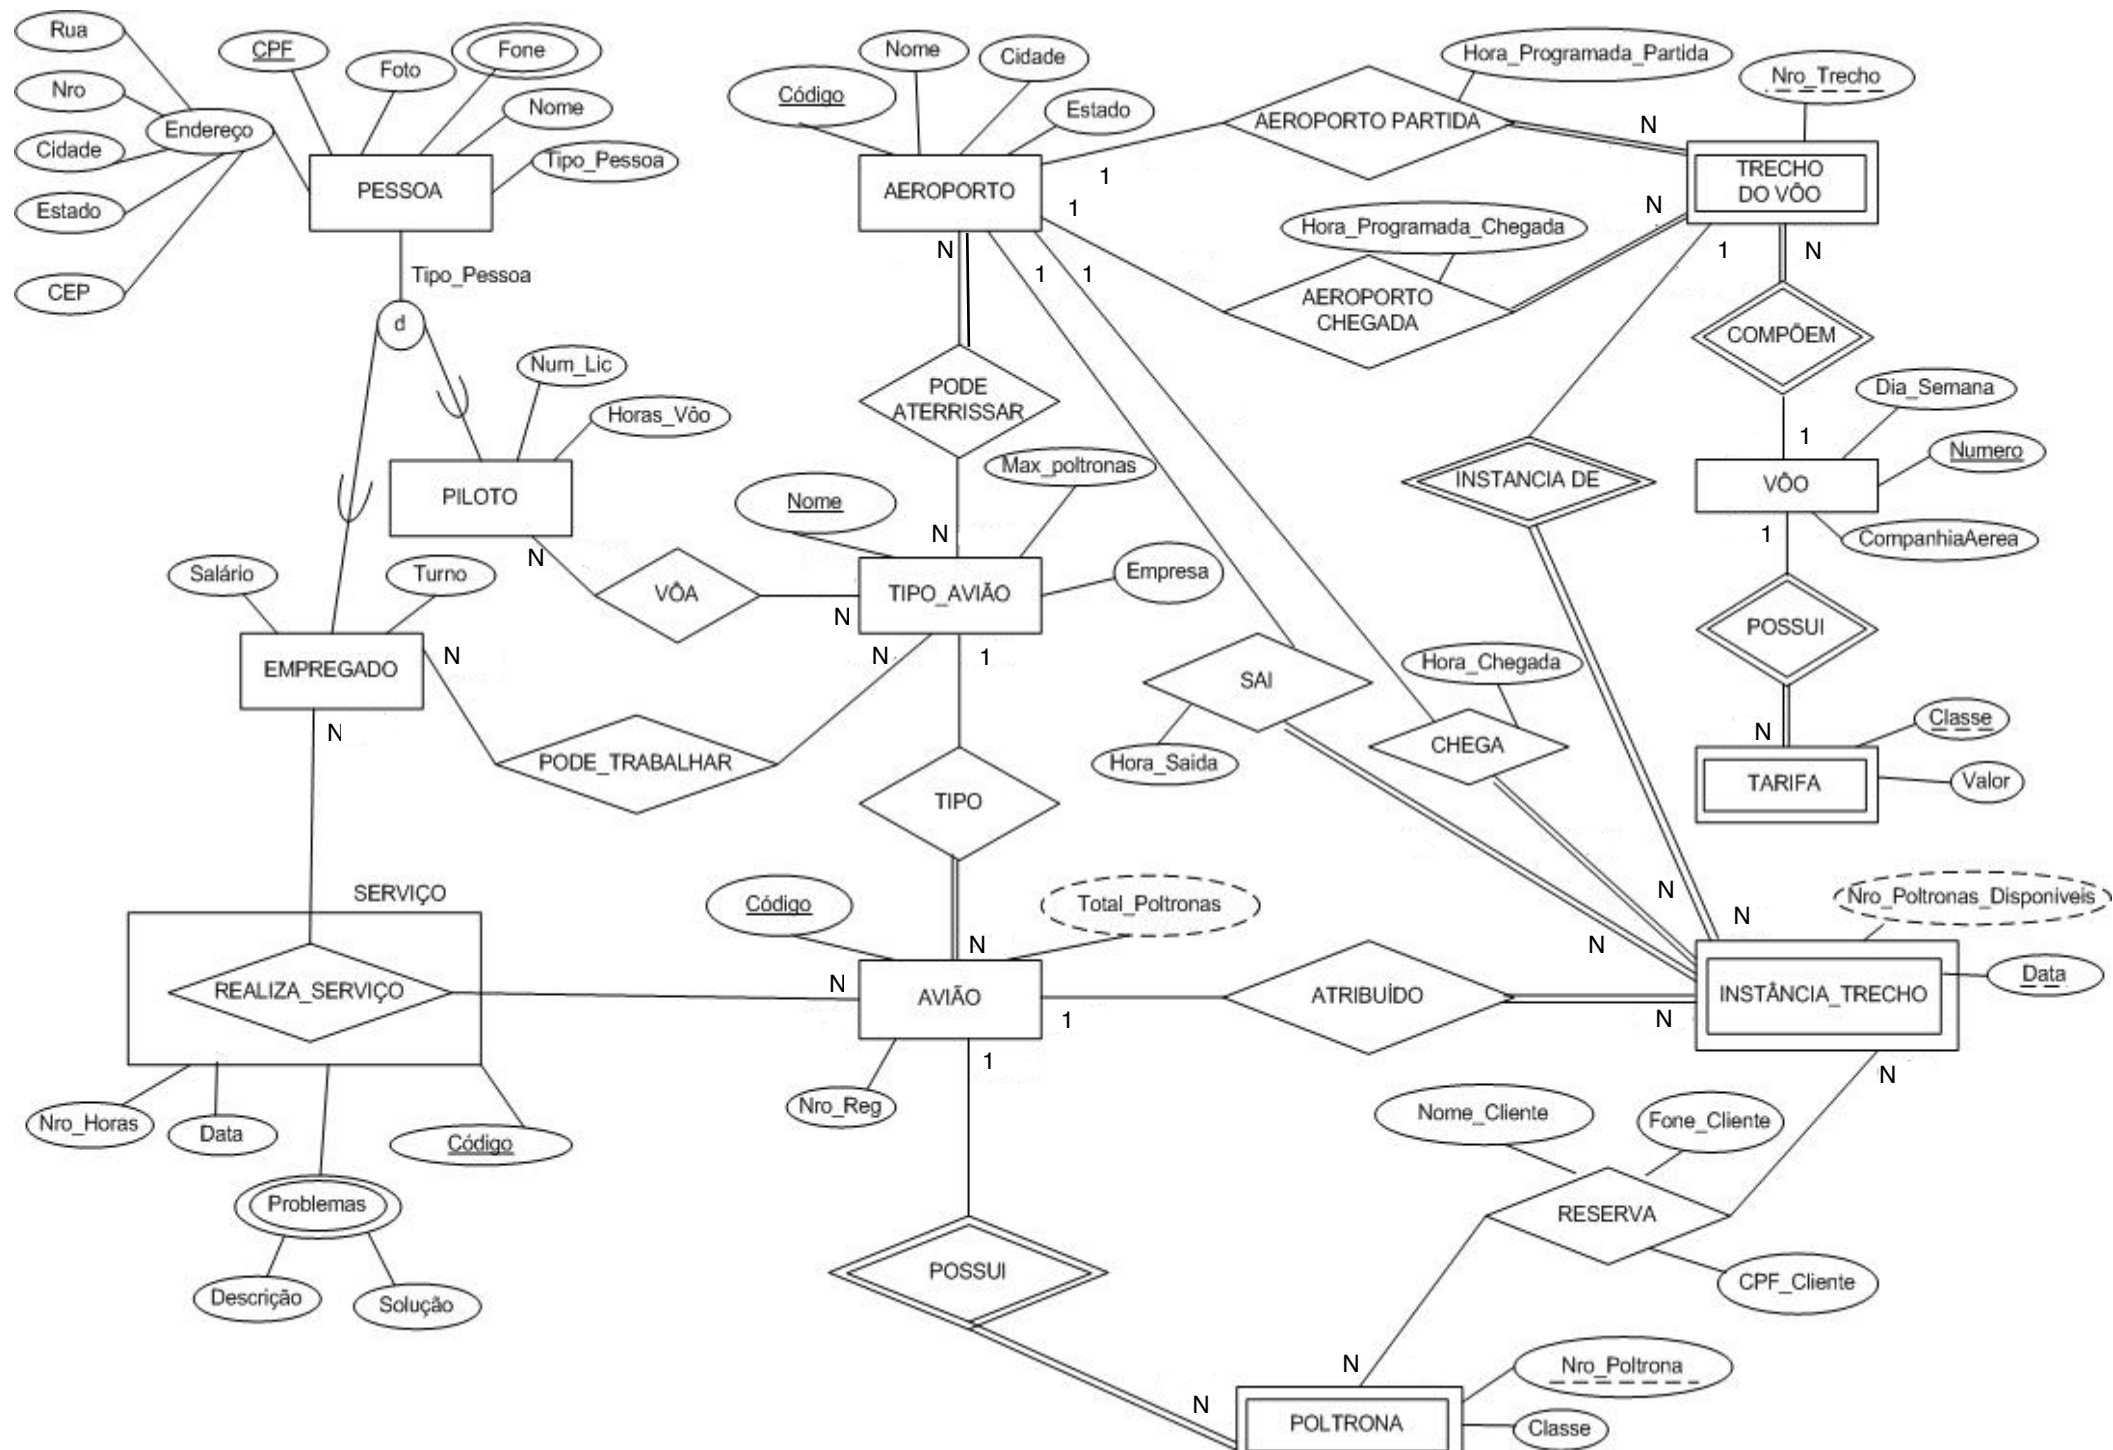 Rua
Nro
Cidade
Estado
CEP
Endereço
CPF
Foto
Fone
Nome
Tipo_Pessoa
PESSOA
Tipo_Pessoa
d
Num_Lic
Horas_Vôo
PILOTO
N
VÔA
N
Salário
Turno
EMPREGADO
N
N
PODE_TRABALHAR
N
SERVIÇO
REALIZA_SERVIÇO
N
Nro_Horas
Data
Código
Problemas
Descrição
Solução
Código
Nome
Cidade
Estado
AEROPORTO
1
1
N
1
1
PODE
ATERRISSAR
N
Nome
Max_poltronas
Empresa
TIPO_AVIÃO
1
TIPO
N
Código
Total_Poltronas
AVIÃO
Nro_Reg
1
1
Hora_Programada_Partida
AEROPORTO PARTIDA
N
Hora_Programada_Chegada
AEROPORTO
CHEGADA
N
Nro_Trecho
TRECHO
DO VÔO
1
N
COMPÕEM
1
Dia_Semana
Numero
CompanhiaAerea
VÔO
1
POSSUI
N
Classe
Valor
TARIFA
INSTANCIA DE
N
SAI
Hora_Saida
N
Hora_Chegada
CHEGA
N
ATRIBUÍDO
N
Nro_Poltronas_Disponiveis
Data
INSTÂNCIA_TRECHO
N
Nome_Cliente
Fone_Cliente
RESERVA
CPF_Cliente
N
POSSUI
N
Nro_Poltrona
Classe
POLTRONA